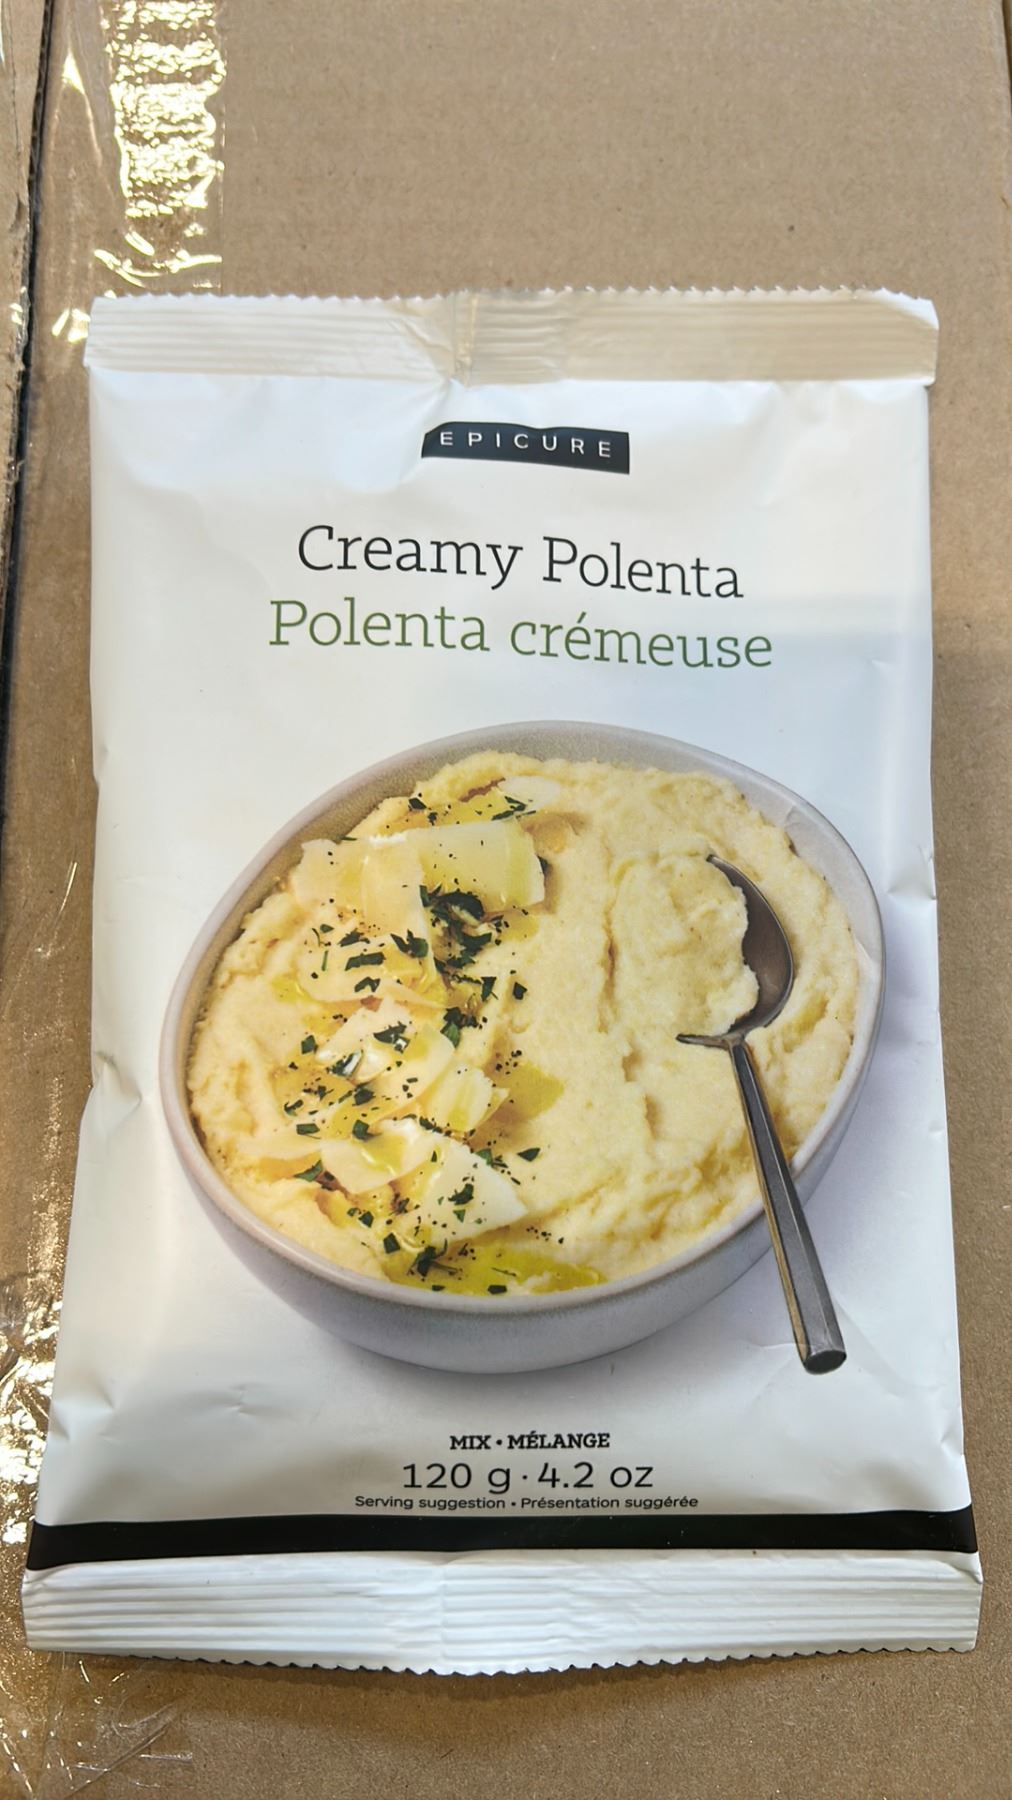 EPICURE
Creamy Polenta
Polenta crémeuse
MIX • MÉLANGE
120 g · 4.2 oz
Serving suggestion • Présentation suggérée